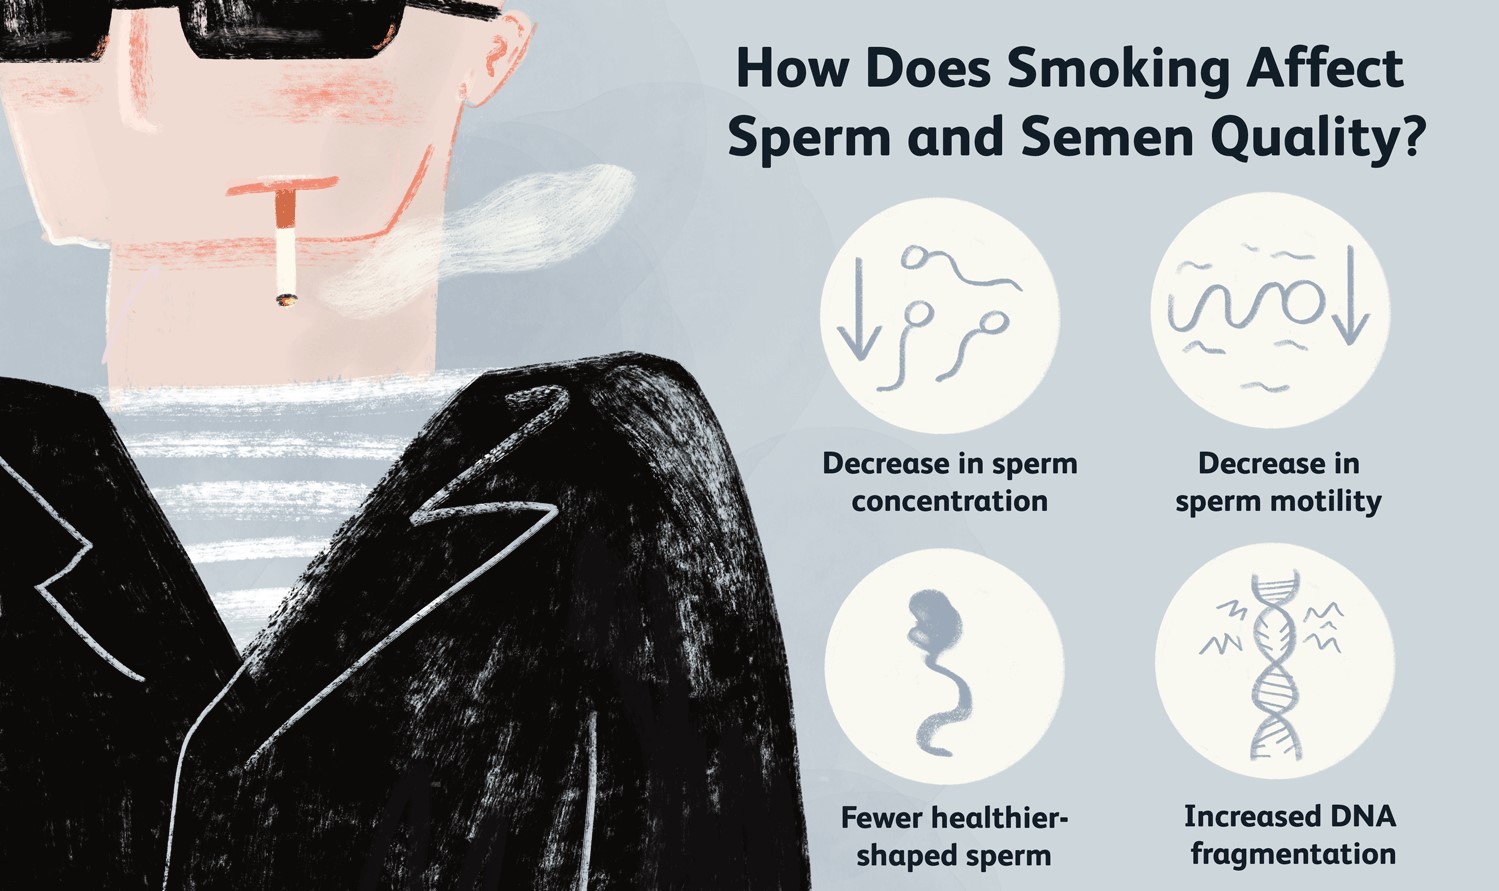 How Does Smoking Affect
Sperm and Semen Quality?
Decrease in sperm
concentration
Decrease in
sperm motility
Fewer healthier-
shaped sperm
Increased DNA
fragmentation